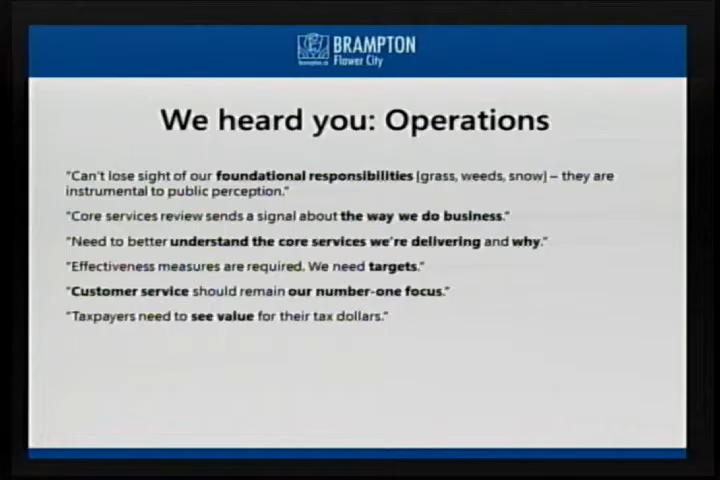 BRAMPTON
Flower City
brampton.ca
We heard you: Operations
"Can't lose sight of our foundational responsibilities [grass, weeds, snow] – they are
instrumental to public perception."
"Core services review sends a signal about the way we do business."
"Need to better understand the core services we're delivering and why."
"Effectiveness measures are required. We need targets."
"Customer service should remain our number-one focus."
"Taxpayers need to see value for their tax dollars."